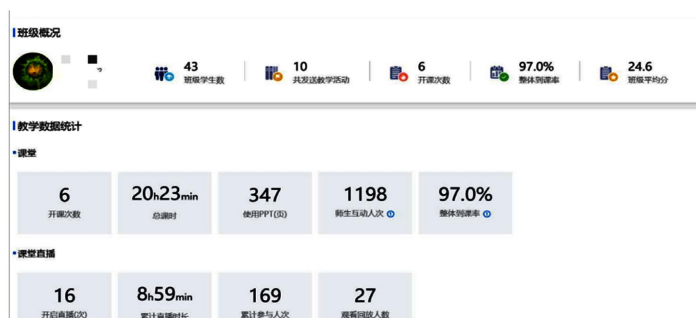 班级概况
43 10 6 97.0% 24.6
班级学生数 共发送教学活动 开课次数 整体到课率 班级平均分
教学数据统计
课堂
6 20h23min 347 1198 97.0%
开课次数 总课时 使用PPT(页) 师生互动人次 整体到课率
课堂直播
16 8h59min 169 27
开启直播(次) 累计直播时长 累计参与人次 观看回放人数